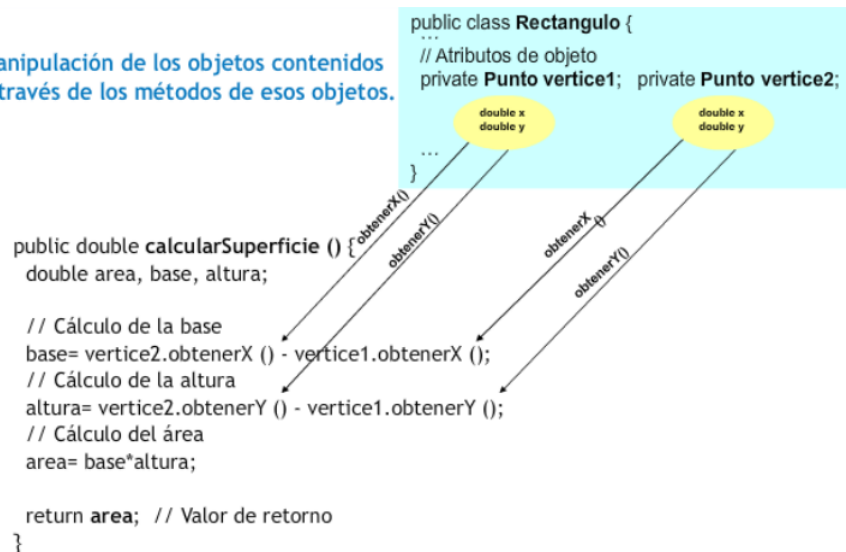 public class Rectangulo {
...
// Atributos de objeto
private Punto vertice1; private Punto vertice2;
double x
double y
double x
double y
...
}
anipulación de los objetos contenidos
través de los métodos de esos objetos.
obtenerX()
obtenerY()
obtenerX
()
obtenerY()
public double calcularSuperficie () {
double area, base, altura;
// Cálculo de la base
base= vertice2.obtenerX () - vertice1.obtenerX ();
// Cálculo de la altura
altura= vertice2.obtenerY () - vertice1.obtenerY ();
// Cálculo del área
area= base*altura;
return area; // Valor de retorno
}